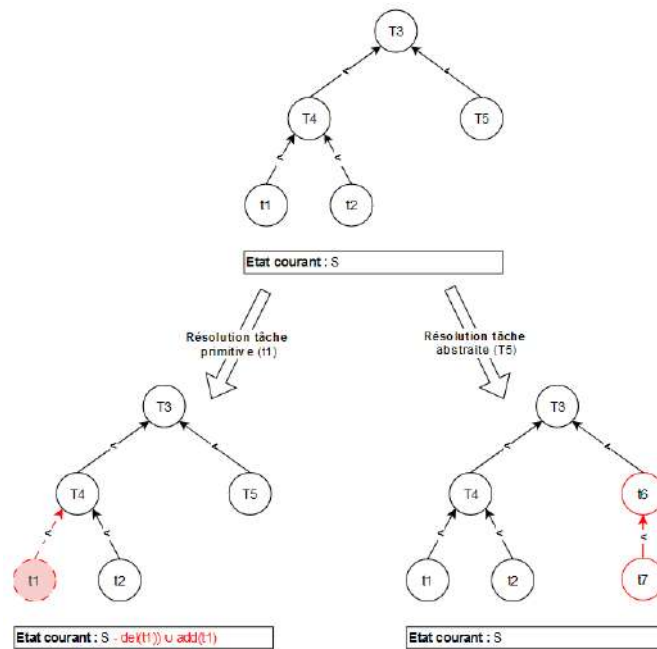 T3
<
<
T4
T5
<
<
t1
t2
Etat courant : S
Résolution tâche
primitive (t1)
Résolution tâche
abstraite (T5)
T3
<
<
T4
T5
<
<
t1
t2
Etat courant : S - del(t1)) ∪ add(t1)
T3
<
<
T4
t6
<
<
<
t1
t2
t7
Etat courant : S